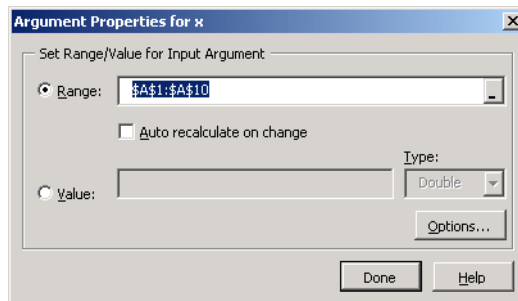 Argument Properties for x
Set Range/Value for Input Argument
Range: $A$1:$A$10
Auto recalculate on change
Type:
Value: Double
Options...
Done Help